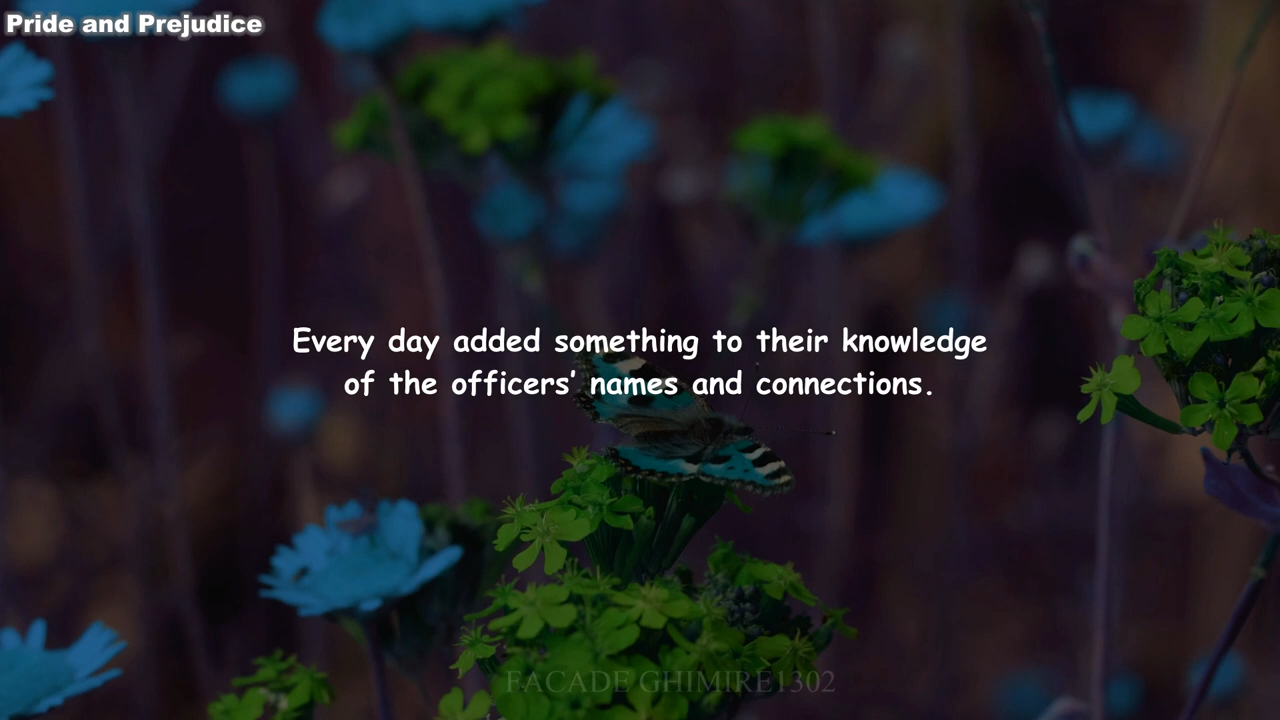 Pride and Prejudice
Every day added something to their knowledge
of the officers’ names and connections.
FACADE GHIMIRE1302